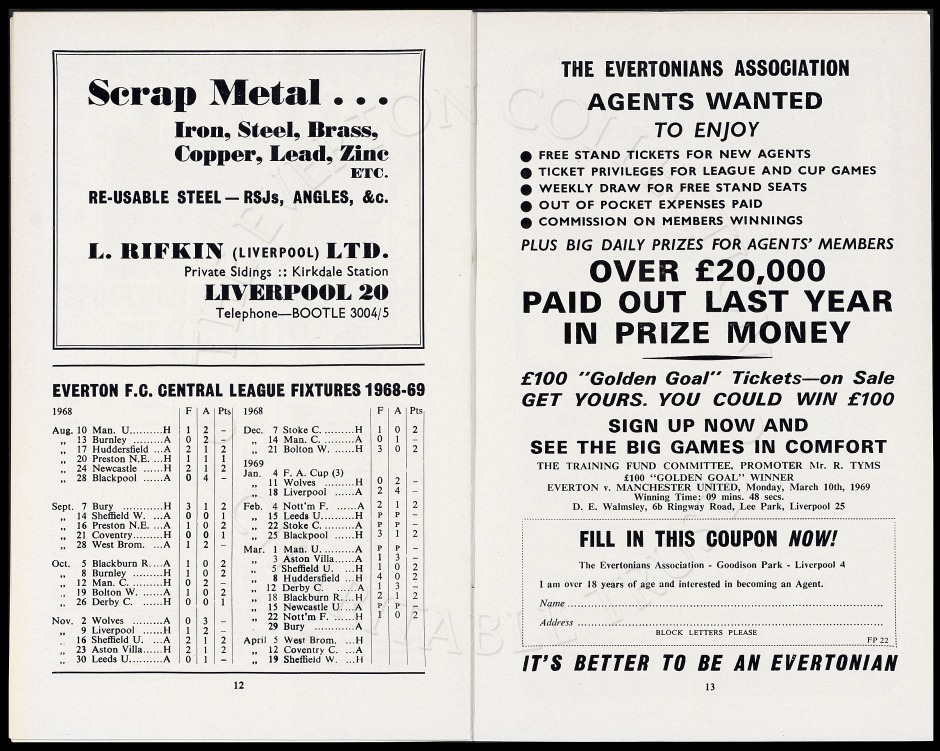 Scrap Metal . . .
Iron, Steel, Brass,
Copper, Lead, Zinc
ETC.
RE-USABLE STEEL — RSJs, ANGLES, &c.
L. RIFKIN (LIVERPOOL) LTD.
Private Sidings :: Kirkdale Station
LIVERPOOL 20
Telephone—BOOTLE 3004/5
EVERTON F.C. CENTRAL LEAGUE FIXTURES 1968-69
1968 F A Pts
Aug. 10 Man. U.........H 1 2 –
„ 13 Burnley ......A 0 2 –
„ 17 Huddersfield ...A 2 1 2
„ 20 Preston N.E. ...H 1 1 1
„ 24 Newcastle ......H 2 1 2
„ 28 Blackpool ......A 0 4 –
Sept. 7 Bury ............H 3 1 2
„ 14 Sheffield W. ...A 0 0 1
„ 16 Preston N.E. ...A 1 0 2
„ 21 Coventry.........H 0 0 1
„ 28 West Brom. ...A 1 2 –
Oct. 5 Blackburn R....A 1 0 2
„ 8 Burnley .........H 1 0 2
„ 12 Man. C. .........H 0 2 –
„ 19 Bolton W. ......A 1 0 2
„ 26 Derby C. ......H 0 0 1
Nov. 2 Wolves .........A 0 3 –
„ 9 Liverpool ......H 1 2 –
„ 16 Sheffield U. ...A 2 1 2
„ 23 Aston Villa......H 2 1 2
„ 30 Leeds U.........A 0 1 –
1968 F A Pts
Dec. 7 Stoke C. .........H 1 0 2
„ 14 Man. C. .........A 0 1 –
„ 21 Bolton W. ......H 3 0 2
1969
Jan. 4 F. A. Cup (3)
„ 11 Wolves .........H 0 2 –
„ 18 Liverpool ......A 2 4 –
Feb. 4 Nott'm F. ......A 2 1 2
„ 15 Leeds U.........H P P –
„ 22 Stoke C. .........A P P –
„ 25 Blackpool ......H 3 1 2
Mar. 1 Man. U. .........A P P –
„ 3 Aston Villa......A 1 3 –
„ 5 Sheffield U. ...H 1 0 2
„ 8 Huddersfield ...H 4 0 2
„ 12 Derby C. ......A 1 3 –
„ 18 Blackburn R....H 2 1 2
„ 15 Newcastle U....A P P –
„ 22 Nott'm F. ......H 1 0 2
„ 29 Bury ............A
April 5 West Brom. ...H
„ 12 Coventry C. ...A
„ 19 Sheffield W. ...H
12
THE EVERTONIANS ASSOCIATION
AGENTS WANTED
TO ENJOY
● FREE STAND TICKETS FOR NEW AGENTS
● TICKET PRIVILEGES FOR LEAGUE AND CUP GAMES
● WEEKLY DRAW FOR FREE STAND SEATS
● OUT OF POCKET EXPENSES PAID
● COMMISSION ON MEMBERS WINNINGS
PLUS BIG DAILY PRIZES FOR AGENTS' MEMBERS
OVER £20,000
PAID OUT LAST YEAR
IN PRIZE MONEY
£100 "Golden Goal" Tickets—on Sale
GET YOURS. YOU COULD WIN £100
SIGN UP NOW AND
SEE THE BIG GAMES IN COMFORT
THE TRAINING FUND COMMITTEE, PROMOTER Mr. R. TYMS
£100 "GOLDEN GOAL" WINNER
EVERTON v. MANCHESTER UNITED, Monday, March 10th, 1969
Winning Time: 09 mins. 48 secs.
D. E. Walmsley, 6b Ringway Road, Lee Park, Liverpool 25
FILL IN THIS COUPON NOW!
The Evertonians Association - Goodison Park - Liverpool 4
I am over 18 years of age and interested in becoming an Agent.
Name
Address
BLOCK LETTERS PLEASE
FP 22
IT'S BETTER TO BE AN EVERTONIAN
13